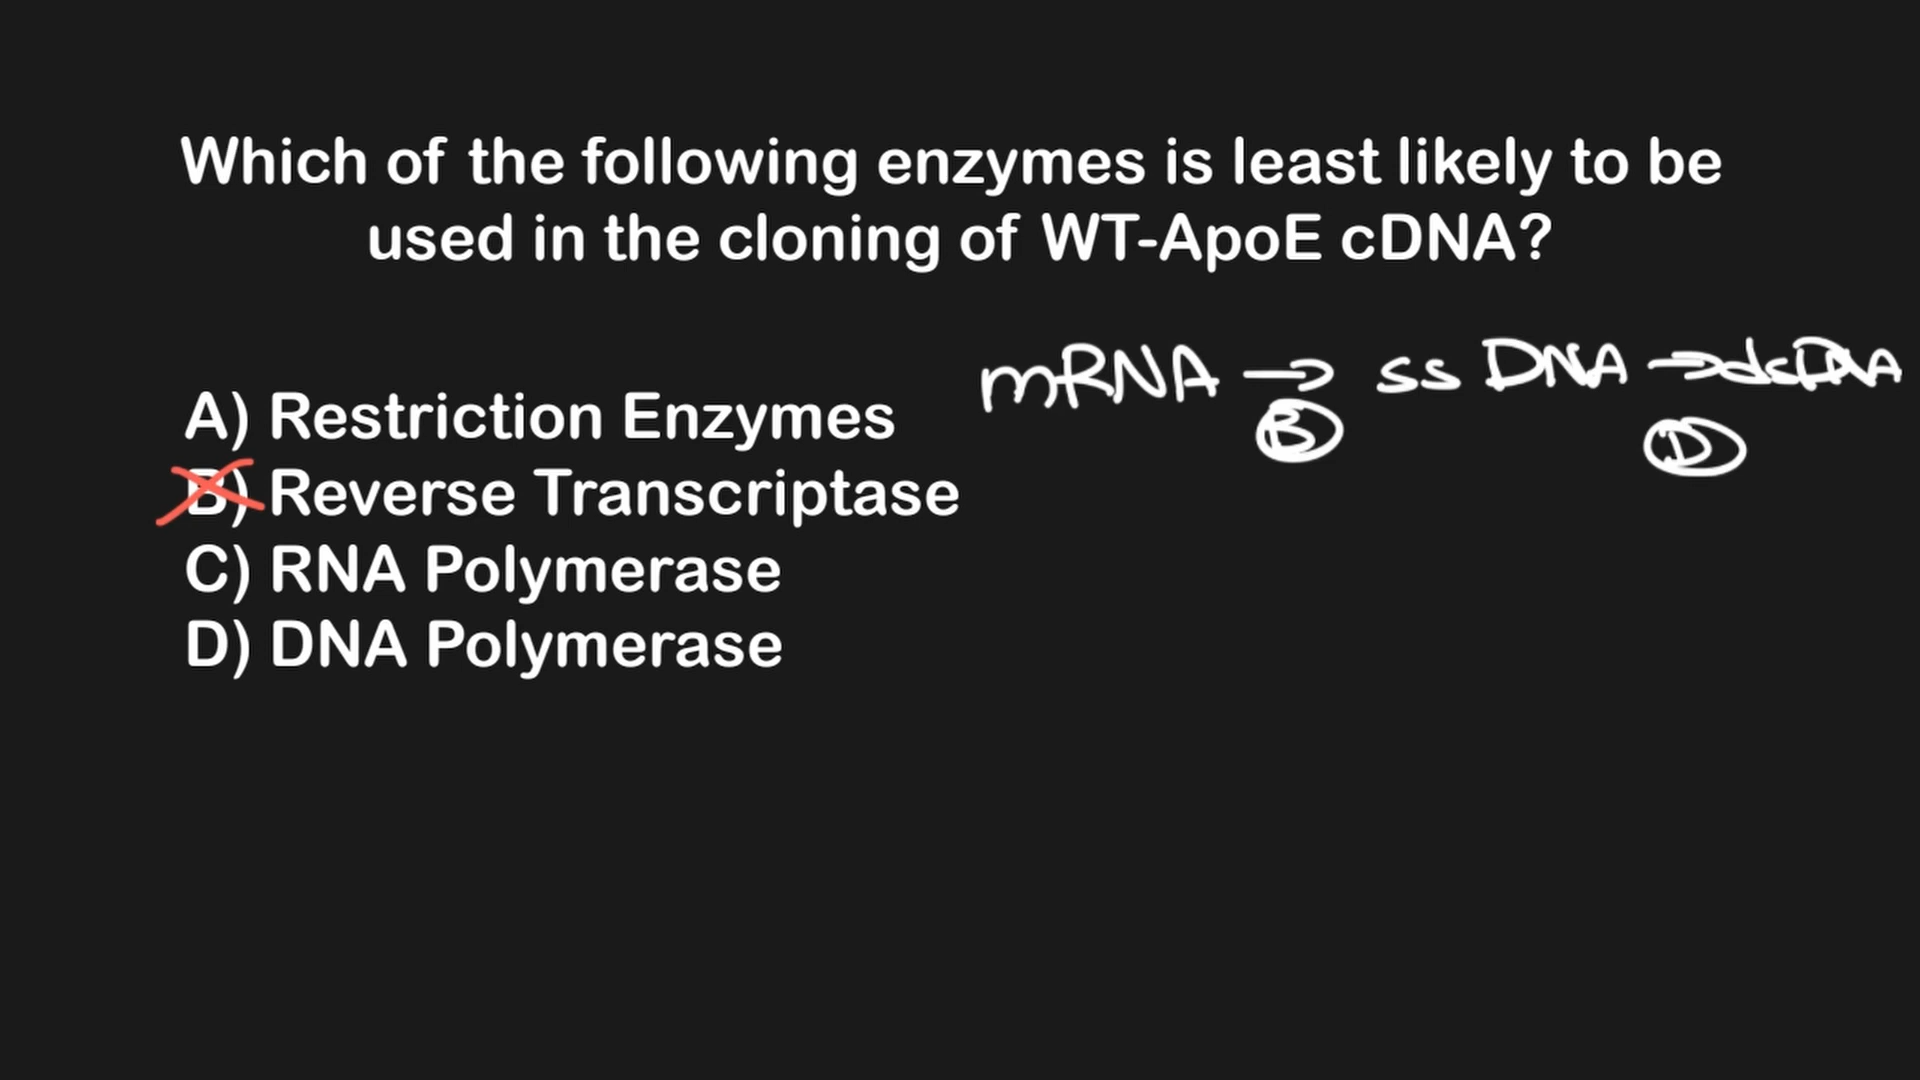 Which of the following enzymes is least likely to be
used in the cloning of WT-ApoE cDNA?
mRNA → ss DNA → dsDNA
A) Restriction Enzymes
B
D
B) Reverse Transcriptase
C) RNA Polymerase
D) DNA Polymerase